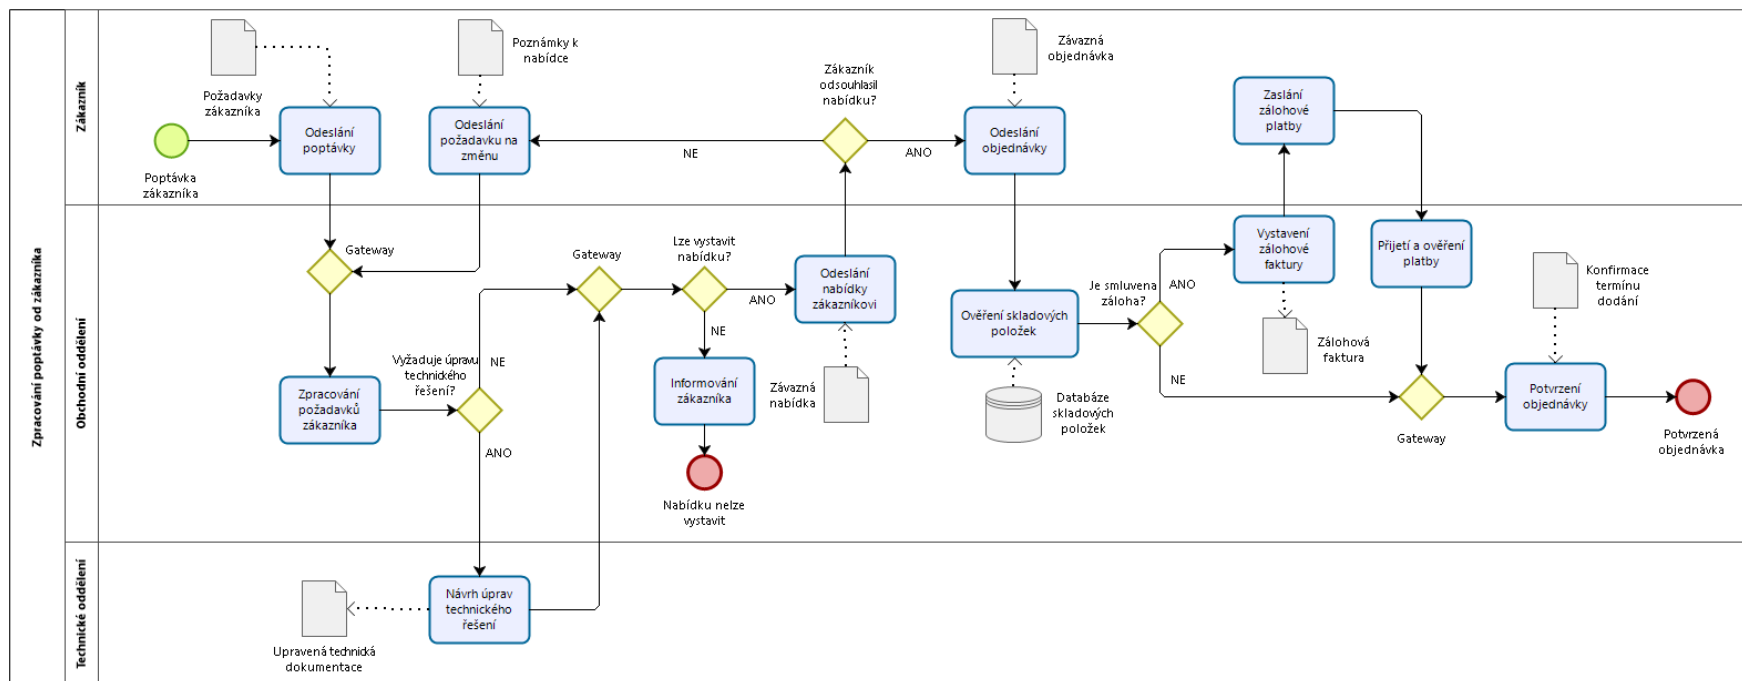 Zpracování poptávky od zákazníka
Zákazník
Požadavky
zákazníka
Poptávka
zákazníka
Odeslání
poptávky
Poznámky k
nabídce
Odeslání
požadavku na
změnu
NE
Zákazník
odsouhlasil
nabídku?
ANO
Závazná
objednávka
Odeslání
objednávky
Zaslání
zálohové
platby
Obchodní oddělení
Gateway
Zpracování
požadavků
zákazníka
Vyžaduje úpravu
technického
řešení?
NE
ANO
Gateway
Lze vystavit
nabídku?
ANO
NE
Informování
zákazníka
Nabídku nelze
vystavit
Odeslání
nabídky
zákazníkovi
Závazná
nabídka
Ověření skladových
položek
Databáze
skladových
položek
Je smluvena
záloha?
ANO
NE
Vystavení
zálohové
faktury
Zálohová
faktura
Přijetí a ověření
platby
Gateway
Konfirmace
termínu
dodání
Potvrzení
objednávky
Potvrzená
objednávka
Technické oddělení
Návrh úprav
technického
řešení
Upravená technická
dokumentace